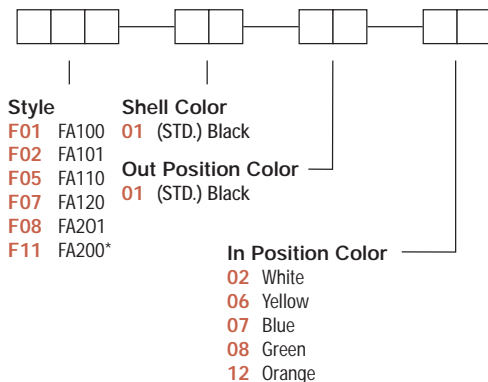 Style
F01 FA100
F02 FA101
F05 FA110
F07 FA120
F08 FA201
F11 FA200*
Shell Color
01 (STD.) Black
Out Position Color
01 (STD.) Black
In Position Color
02 White
06 Yellow
07 Blue
08 Green
12 Orange